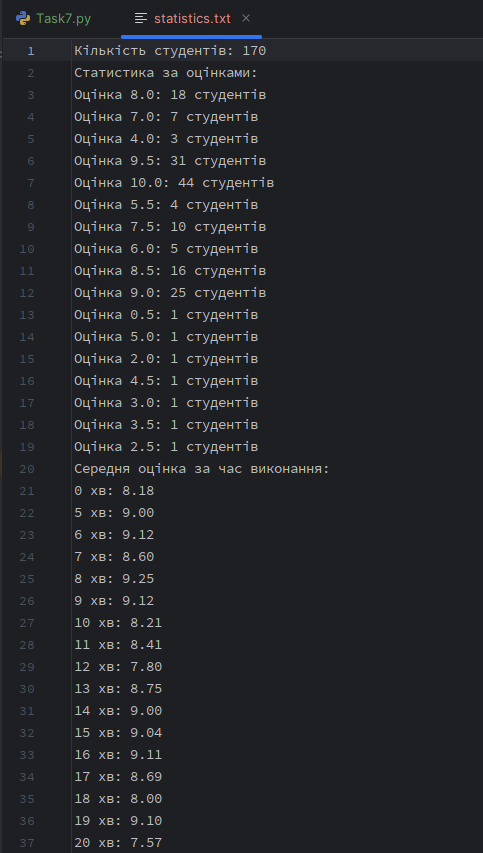 Task7.py statistics.txt ×
1 Кількість студентів: 170
2 Статистика за оцінками:
3 Оцінка 8.0: 18 студентів
4 Оцінка 7.0: 7 студентів
5 Оцінка 4.0: 3 студентів
6 Оцінка 9.5: 31 студентів
7 Оцінка 10.0: 44 студентів
8 Оцінка 5.5: 4 студентів
9 Оцінка 7.5: 10 студентів
10 Оцінка 6.0: 5 студентів
11 Оцінка 8.5: 16 студентів
12 Оцінка 9.0: 25 студентів
13 Оцінка 0.5: 1 студентів
14 Оцінка 5.0: 1 студентів
15 Оцінка 2.0: 1 студентів
16 Оцінка 4.5: 1 студентів
17 Оцінка 3.0: 1 студентів
18 Оцінка 3.5: 1 студентів
19 Оцінка 2.5: 1 студентів
20 Середня оцінка за час виконання:
21 0 хв: 8.18
22 5 хв: 9.00
23 6 хв: 9.12
24 7 хв: 8.60
25 8 хв: 9.25
26 9 хв: 9.12
27 10 хв: 8.21
28 11 хв: 8.41
29 12 хв: 7.80
30 13 хв: 8.75
31 14 хв: 9.00
32 15 хв: 9.04
33 16 хв: 9.11
34 17 хв: 8.69
35 18 хв: 8.00
36 19 хв: 9.10
37 20 хв: 7.57